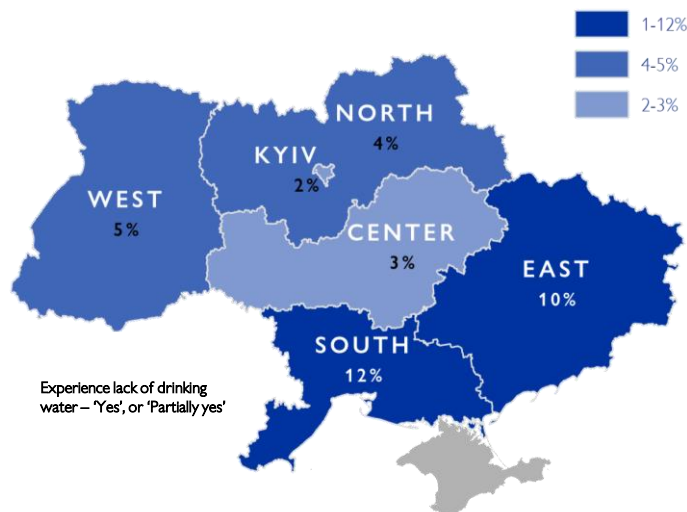 1-12%
4-5%
2-3%
NORTH
4%
KYIV
2%
WEST
5%
CENTER
3%
EAST
10%
SOUTH
12%
Experience lack of drinking
water – ‘Yes’, or ‘Partially yes’